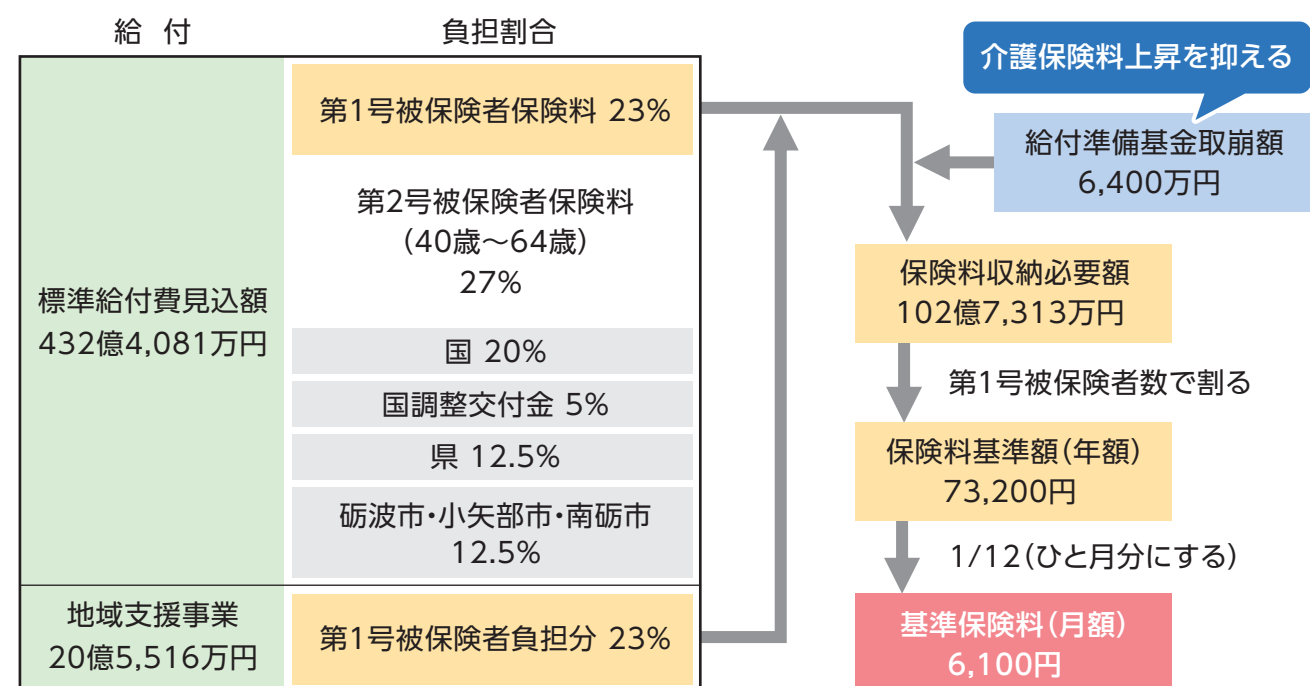 給 付
負担割合
標準給付費見込額
432億4,081万円
第1号被保険者保険料 23%
第2号被保険者保険料
(40歳～64歳)
27%
国 20%
国調整交付金 5%
県 12.5%
砺波市・小矢部市・南砺市
12.5%
地域支援事業
20億5,516万円
第1号被保険者負担分 23%
介護保険料上昇を抑える
給付準備基金取崩額
6,400万円
保険料収納必要額
102億7,313万円
第1号被保険者数で割る
保険料基準額(年額)
73,200円
1/12(ひと月分にする)
基準保険料(月額)
6,100円